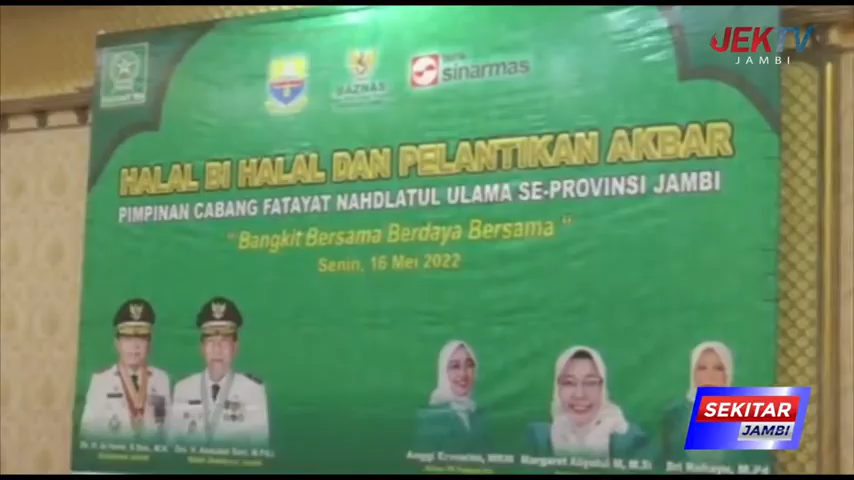 JEKTV
JAMBI
BAZNAS
sinarmas
HALAL BI HALAL DAN PELANTIKAN AKBAR
PIMPINAN CABANG FATAYAT NAHDLATUL ULAMA SE-PROVINSI JAMBI
"Bangkit Bersama Berdaya Bersama"
Senin, 16 Mei 2022
Margaret Aliyatul M, M.Si
Sri Rahayu, M.Pd
SEKITAR
JAMBI